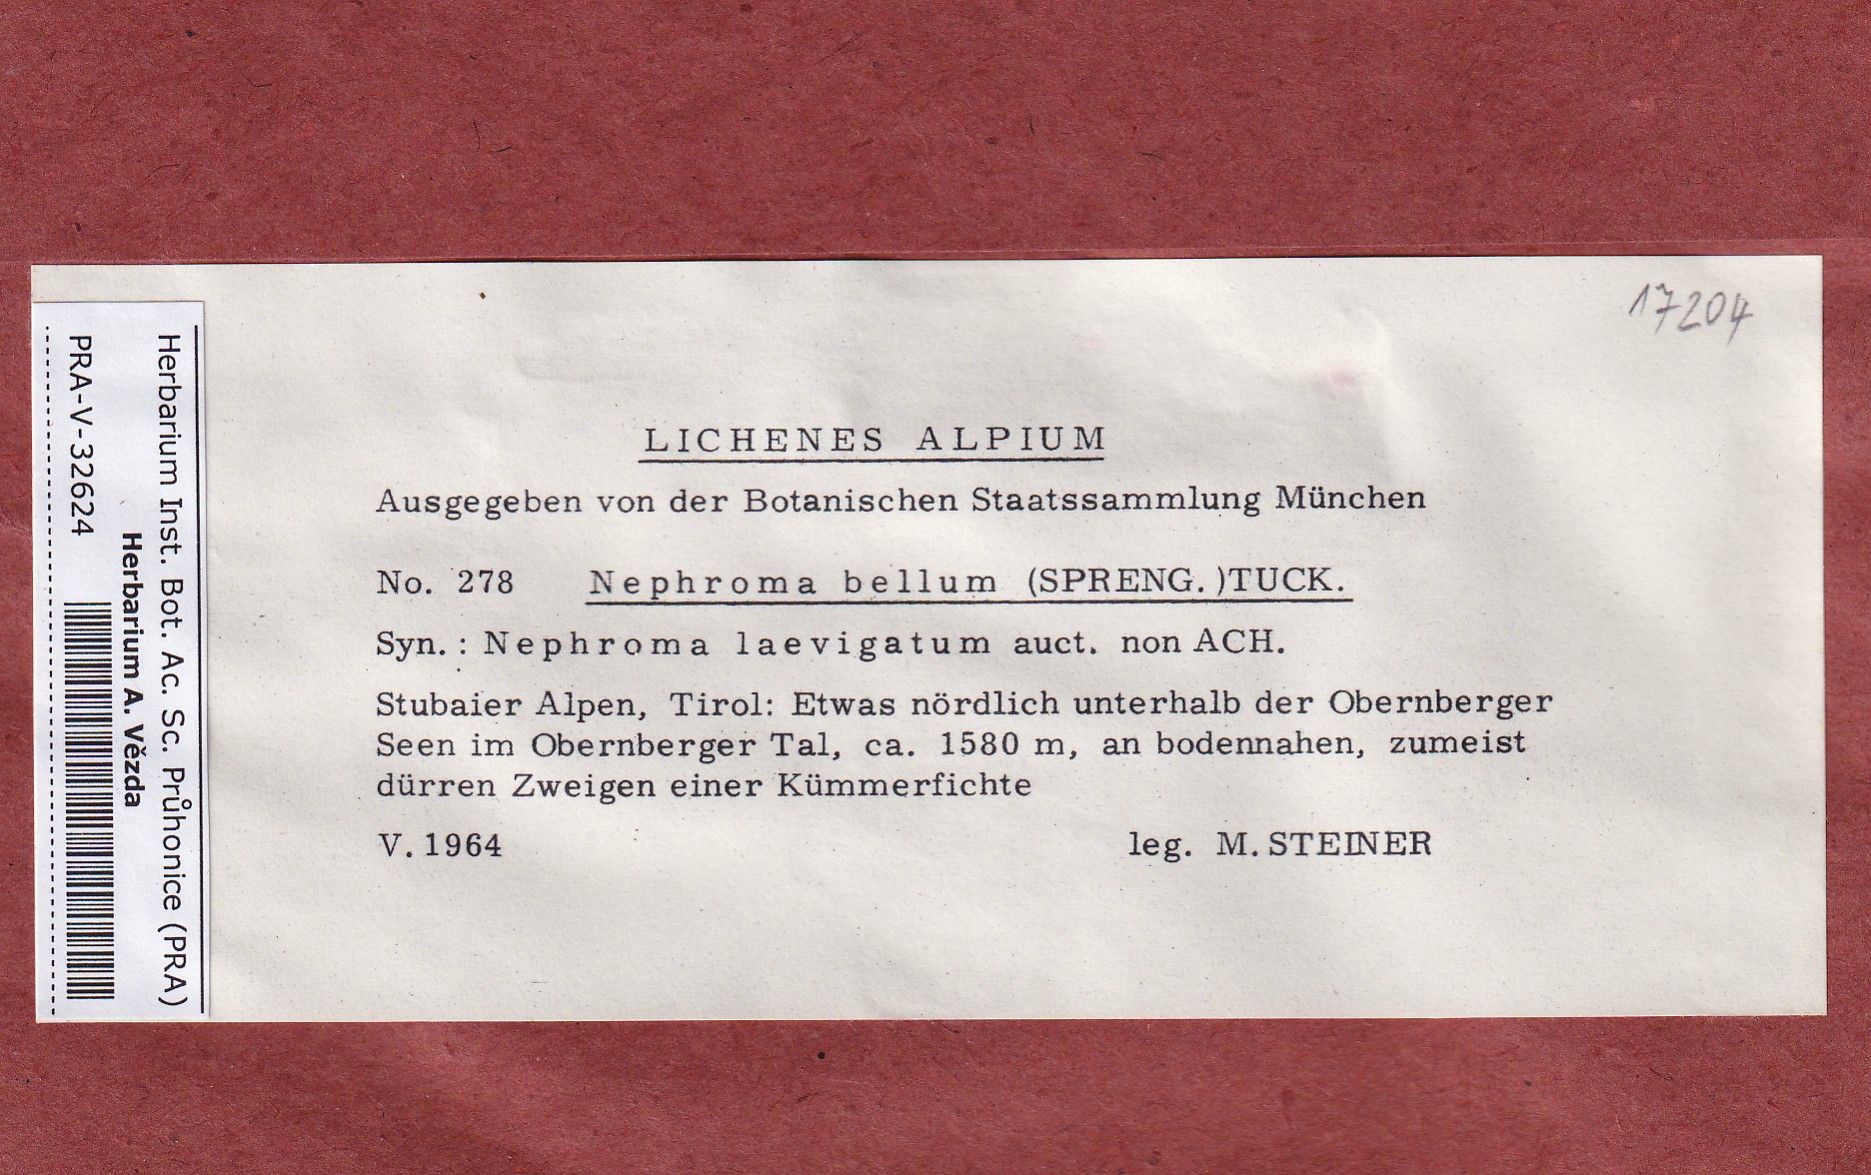 17204
LICHENES ALPIUM
Ausgegeben von der Botanischen Staatssammlung München
No. 278 Nephroma bellum (SPRENG.)TUCK.
Syn.: Nephroma laevigatum auct. non ACH.
Stubaier Alpen, Tirol: Etwas nördlich unterhalb der Obernberger
Seen im Obernberger Tal, ca. 1580 m, an bodennahen, zumeist
dürren Zweigen einer Kümmerfichte
V. 1964 leg. M. STEINER
Herbarium Inst. Bot. Ac. Sc. Průhonice (PRA)
Herbarium A. Vězda
PRA-V-32624